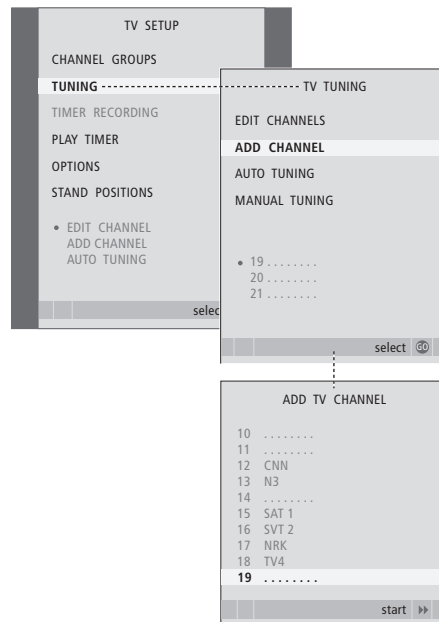 TV SETUP
CHANNEL GROUPS
TUNING
TIMER RECORDING
PLAY TIMER
OPTIONS
STAND POSITIONS
• EDIT CHANNEL
ADD CHANNEL
AUTO TUNING
selec
TV TUNING
EDIT CHANNELS
ADD CHANNEL
AUTO TUNING
MANUAL TUNING
• 19 . . . . . . . .
20 . . . . . . . .
21 . . . . . . . .
select GO
ADD TV CHANNEL
10 . . . . . . . .
11 . . . . . . . .
12 CNN
13 N3
14 . . . . . . . .
15 SAT 1
16 SVT 2
17 NRK
18 TV4
19 . . . . . . . .
start